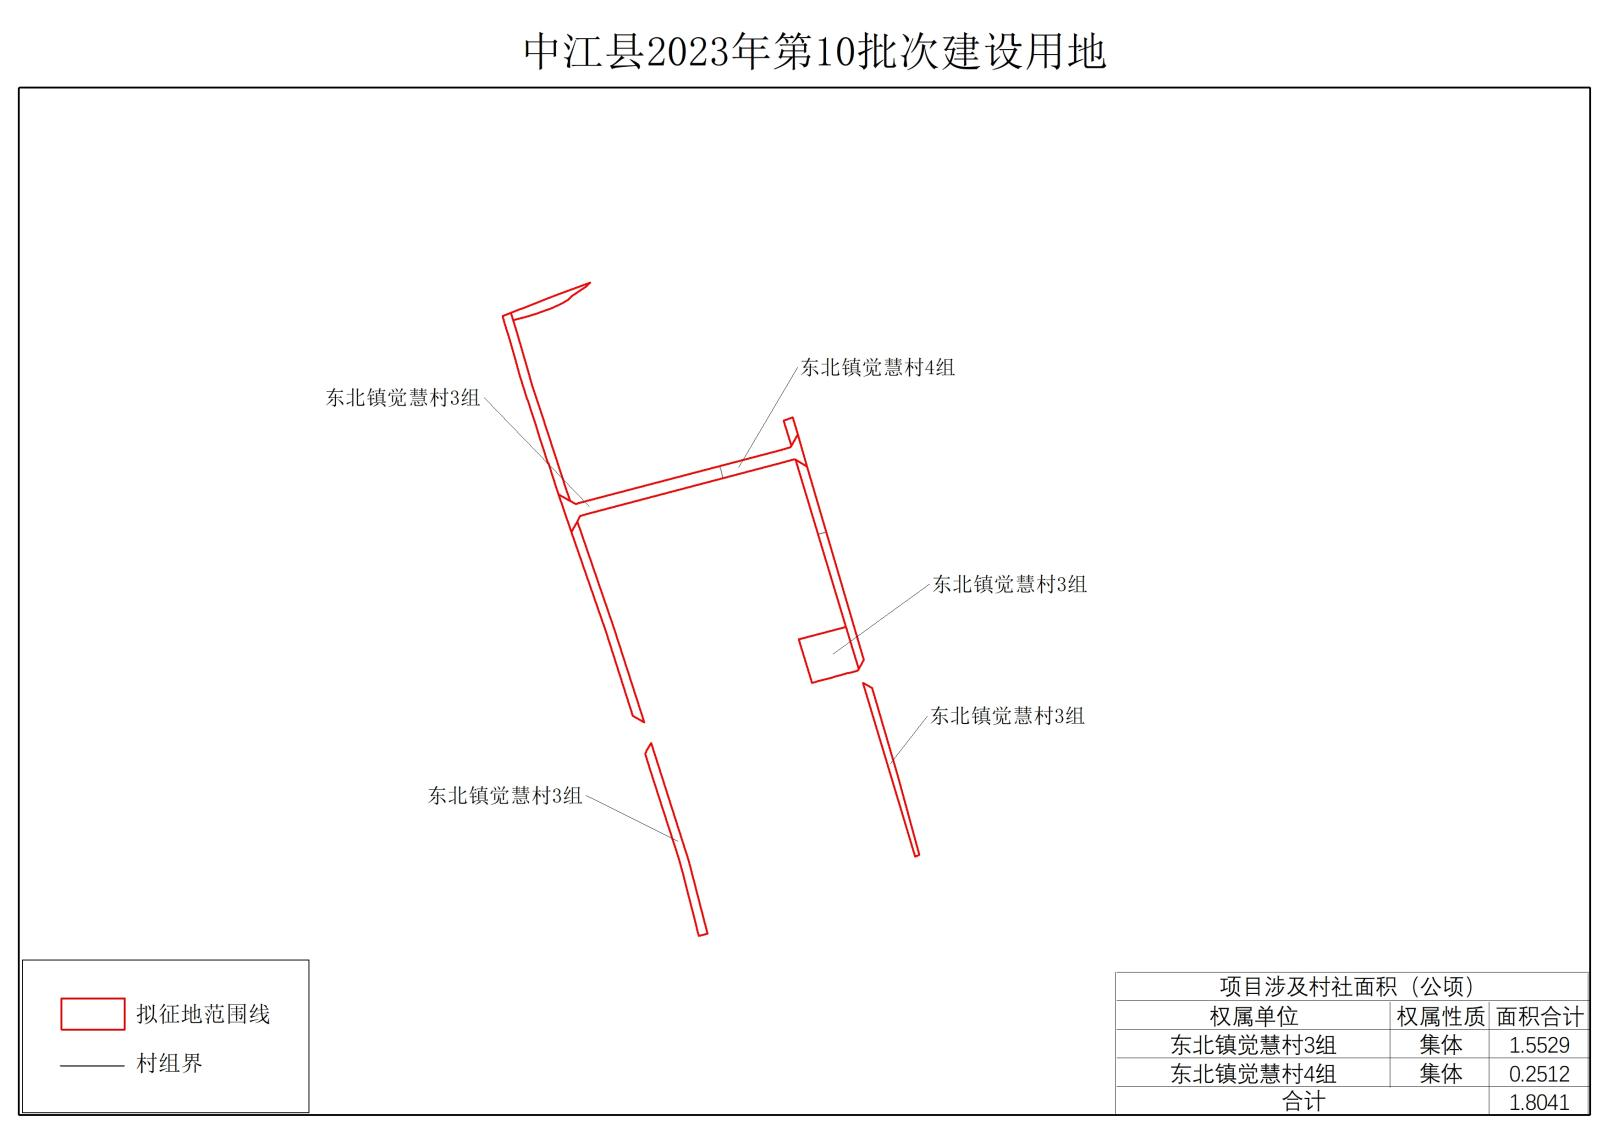 中江县2023年第10批次建设用地
东北镇觉慧村4组
东北镇觉慧村3组
东北镇觉慧村3组
东北镇觉慧村3组
东北镇觉慧村3组
拟征地范围线
村组界
项目涉及村社面积（公顷）
权属单位 权属性质 面积合计
东北镇觉慧村3组 集体 1.5529
东北镇觉慧村4组 集体 0.2512
合计 1.8041